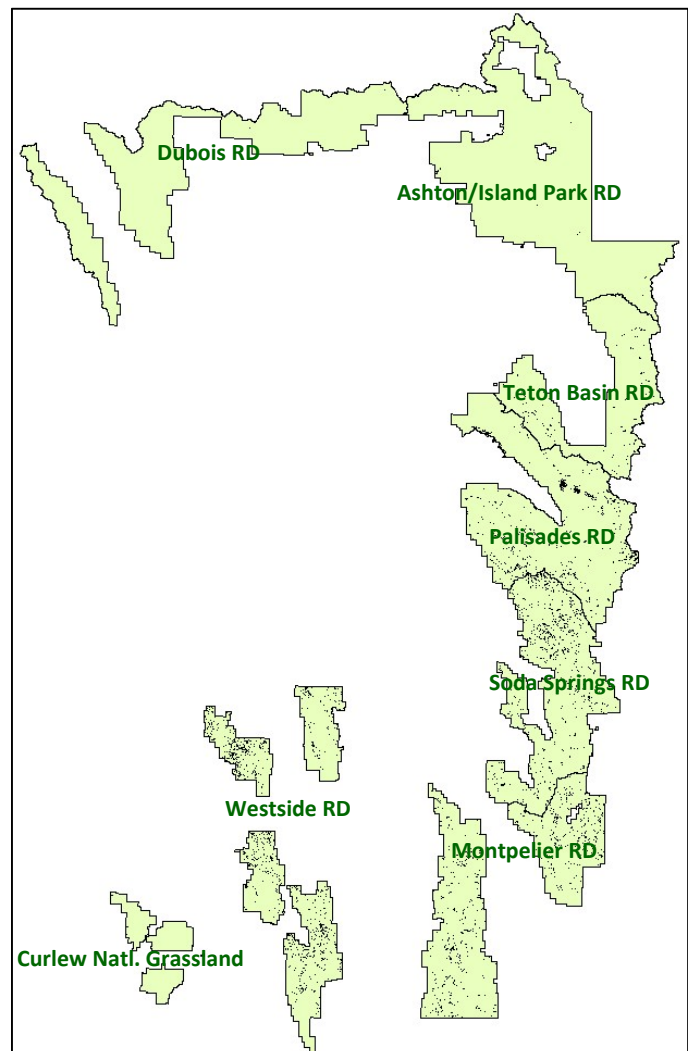 Dubois RD
Ashton/Island Park RD
Teton Basin RD
Palisades RD
Soda Springs RD
Westside RD
Montpelier RD
Curlew Natl. Grassland